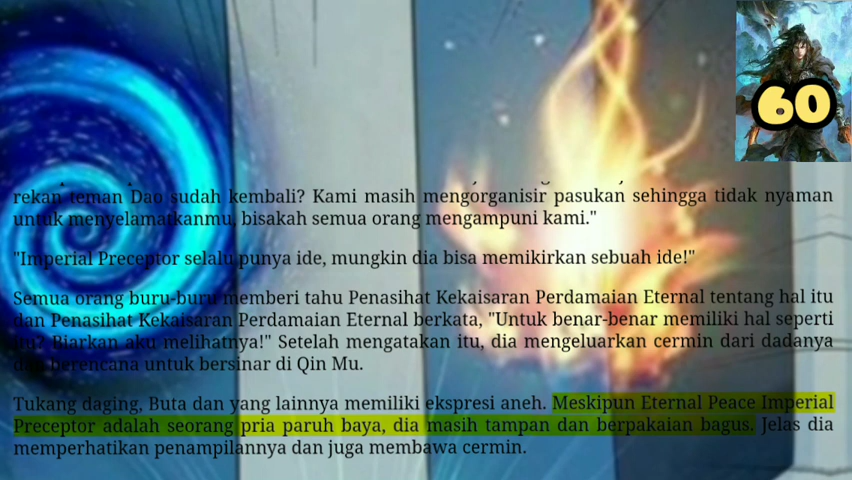 60
rekan teman Dao sudah kembali? Kami masih mengorganisir pasukan sehingga tidak nyaman
untuk menyelamatkanmu, bisakah semua orang mengampuni kami."
"Imperial Preceptor selalu punya ide, mungkin dia bisa memikirkan sebuah ide!"
Semua orang buru-buru memberi tahu Penasihat Kekaisaran Perdamaian Eternal tentang hal itu
dan Penasihat Kekaisaran Perdamaian Eternal berkata, "Untuk benar-benar memiliki hal seperti
itu? Biarkan aku melihatnya!" Setelah mengatakan itu, dia mengeluarkan cermin dari dadanya
dan berencana untuk bersinar di Qin Mu.
Tukang daging, Buta dan yang lainnya memiliki ekspresi aneh. Meskipun Eternal Peace Imperial
Preceptor adalah seorang pria paruh baya, dia masih tampan dan berpakaian bagus. Jelas dia
memperhatikan penampilannya dan juga membawa cermin.